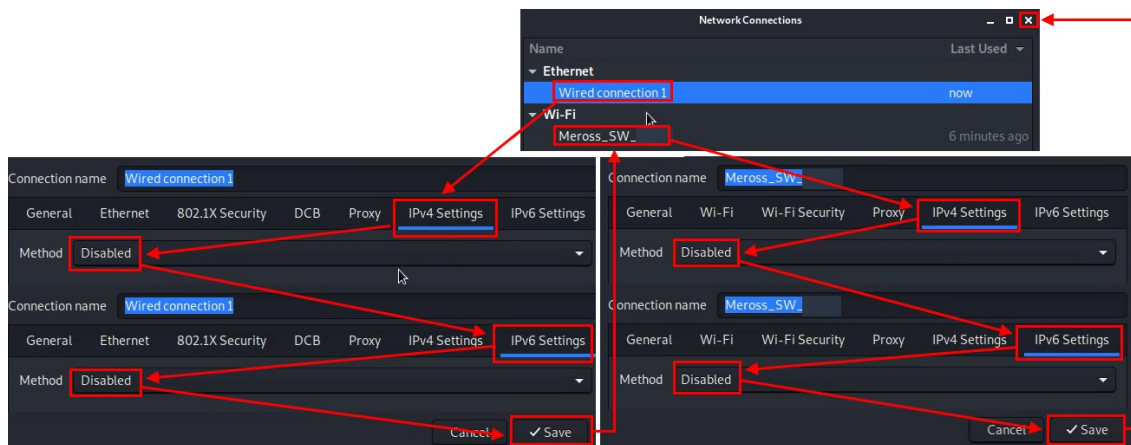 Network Connections
Name Last Used
Ethernet
Wired connection 1 now
Wi-Fi
Meross_SW_ 6 minutes ago
Connection name Wired connection 1
General Ethernet 802.1X Security DCB Proxy IPv4 Settings IPv6 Settings
Method Disabled
Connection name Wired connection 1
General Ethernet 802.1X Security DCB Proxy IPv4 Settings IPv6 Settings
Method Disabled
Cancel Save
Connection name Meross_SW_
General Wi-Fi Wi-Fi Security Proxy IPv4 Settings IPv6 Settings
Method Disabled
Connection name Meross_SW_
General Wi-Fi Wi-Fi Security Proxy IPv4 Settings IPv6 Settings
Method Disabled
Cancel Save